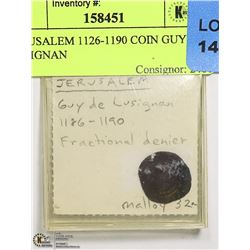 Inventory #:
158451
K
LO
14
USALEM 1126-1190 COIN GUY
IGNAN
Consignor:
JERUSALEM
Guy de Lusignan
1186-1190
Fractional denier
malloy 32